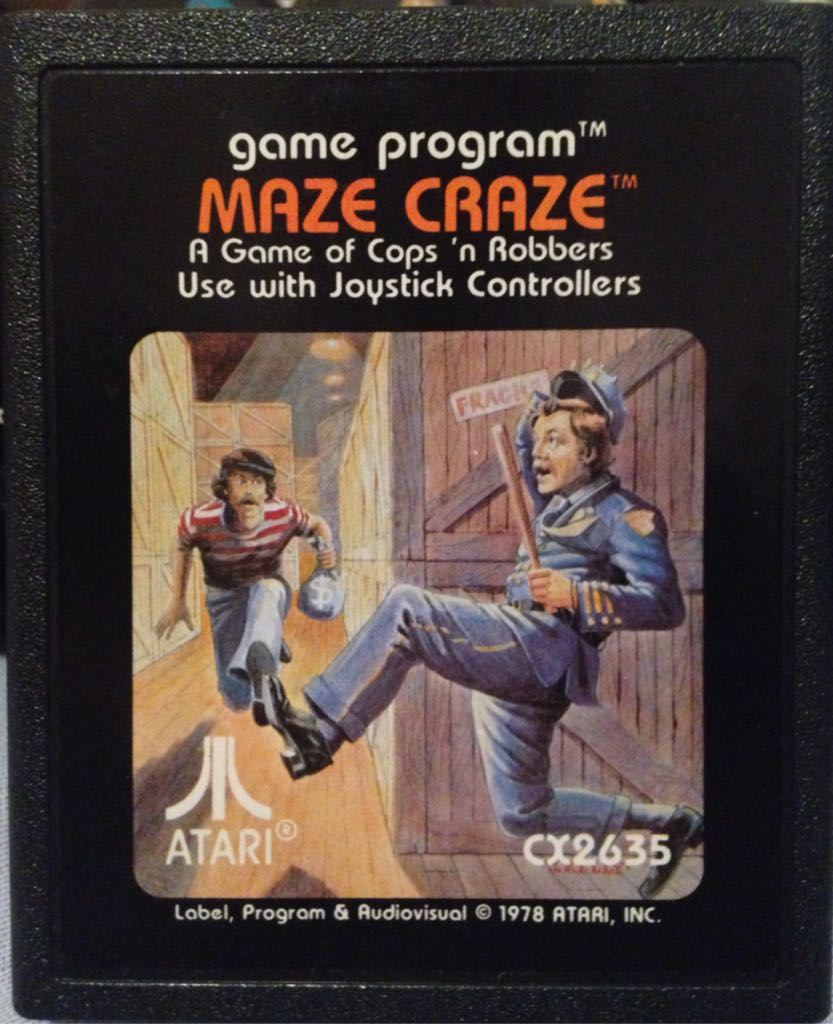 game program™
MAZE CRAZE™
A Game of Cops 'n Robbers
Use with Joystick Controllers
$
ATARI®
CX2635
Label, Program & Audiovisual © 1978 ATARI, INC.